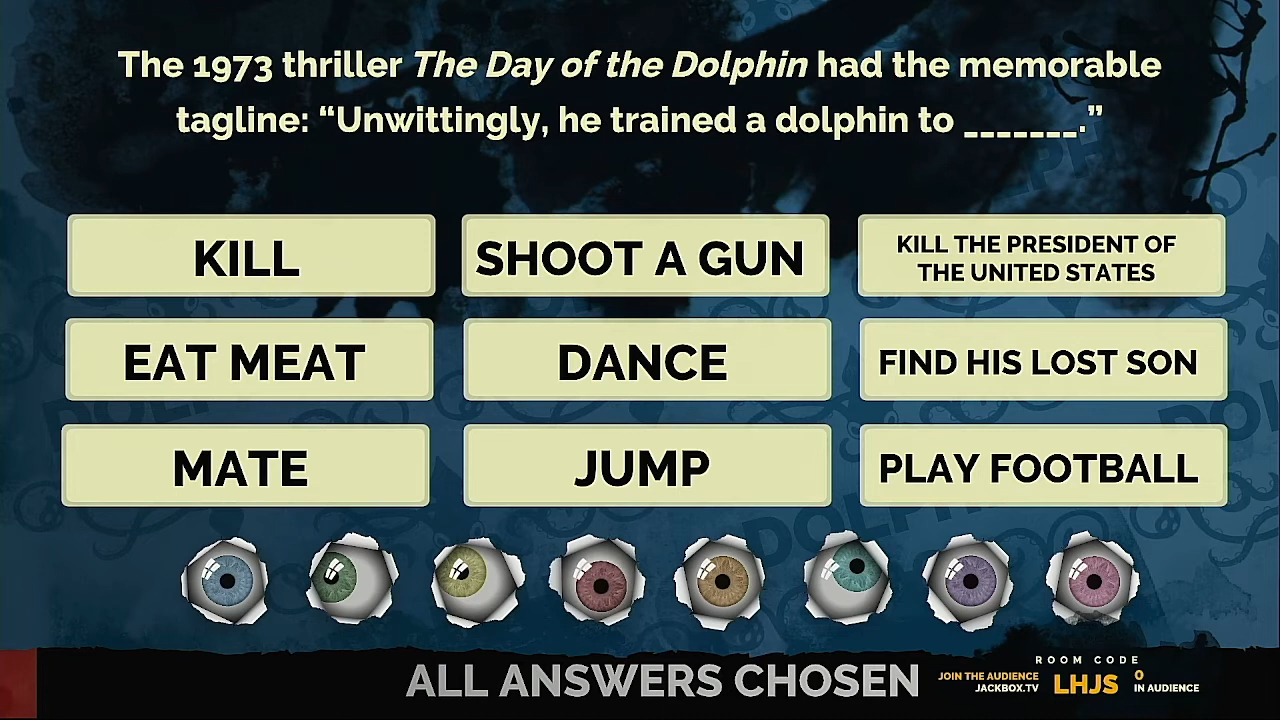 The 1973 thriller The Day of the Dolphin had the memorable
tagline: “Unwittingly, he trained a dolphin to _______.”
KILL
SHOOT A GUN
KILL THE PRESIDENT OF
THE UNITED STATES
EAT MEAT
DANCE
FIND HIS LOST SON
MATE
JUMP
PLAY FOOTBALL
ALL ANSWERS CHOSEN
ROOM CODE
JOIN THE AUDIENCE
JACKBOX.TV
LHJS
0
IN AUDIENCE